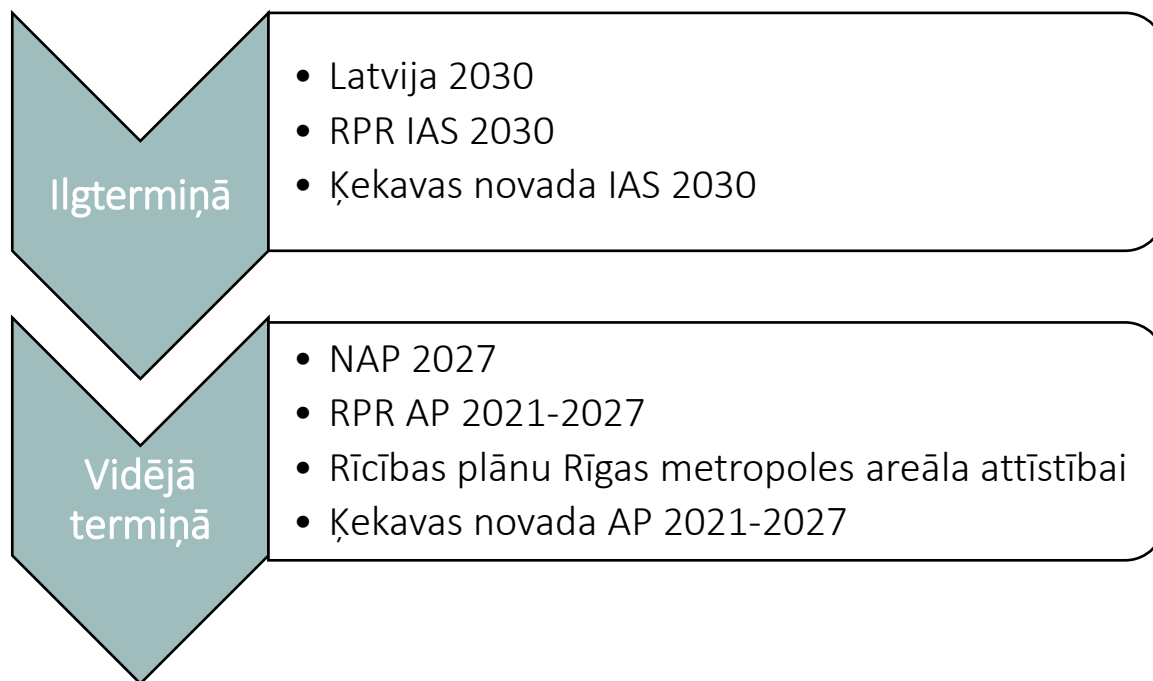 Ilgtermiņā
• Latvija 2030
• RPR IAS 2030
• Ķekavas novada IAS 2030
Vidējā
termiņā
• NAP 2027
• RPR AP 2021-2027
• Rīcības plānu Rīgas metropoles areāla attīstībai
• Ķekavas novada AP 2021-2027